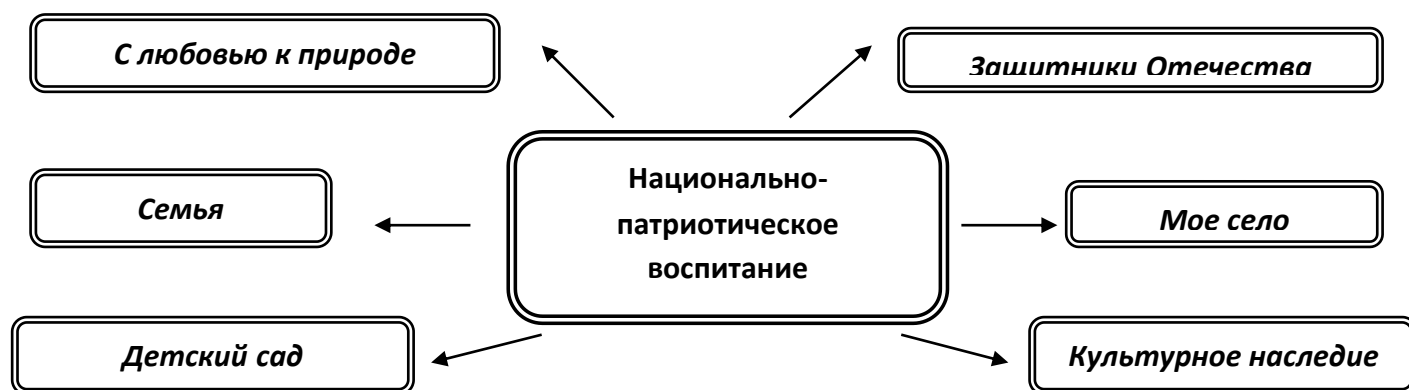 С любовью к природе
Защитники Отечества
Национально-
патриотическое
воспитание
Семья
Мое село
Детский сад
Культурное наследие